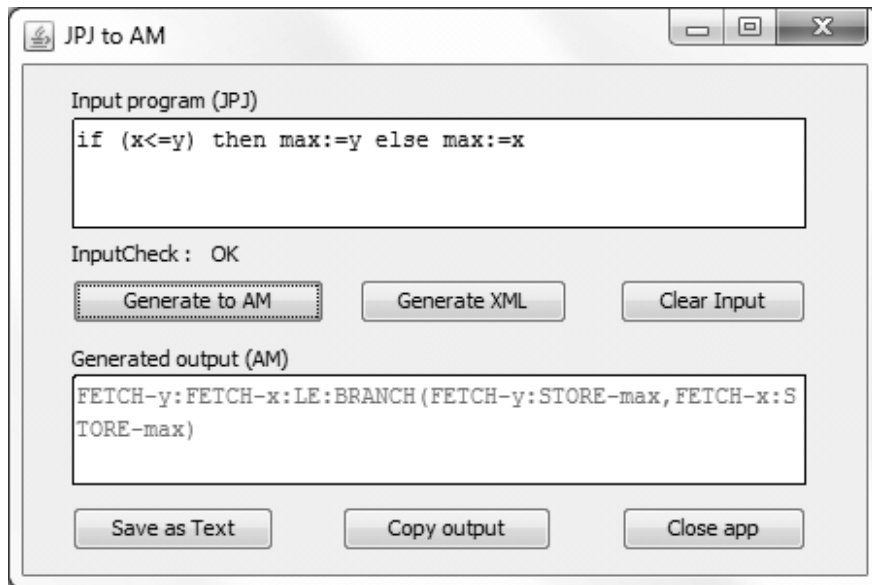 JPJ to AM
Input program (JPJ)
if (x<=y) then max:=y else max:=x
InputCheck : OK
Generate to AM Generate XML Clear Input
Generated output (AM)
FETCH-y:FETCH-x:LE:BRANCH(FETCH-y:STORE-max,FETCH-x:S
TORE-max)
Save as Text Copy output Close app